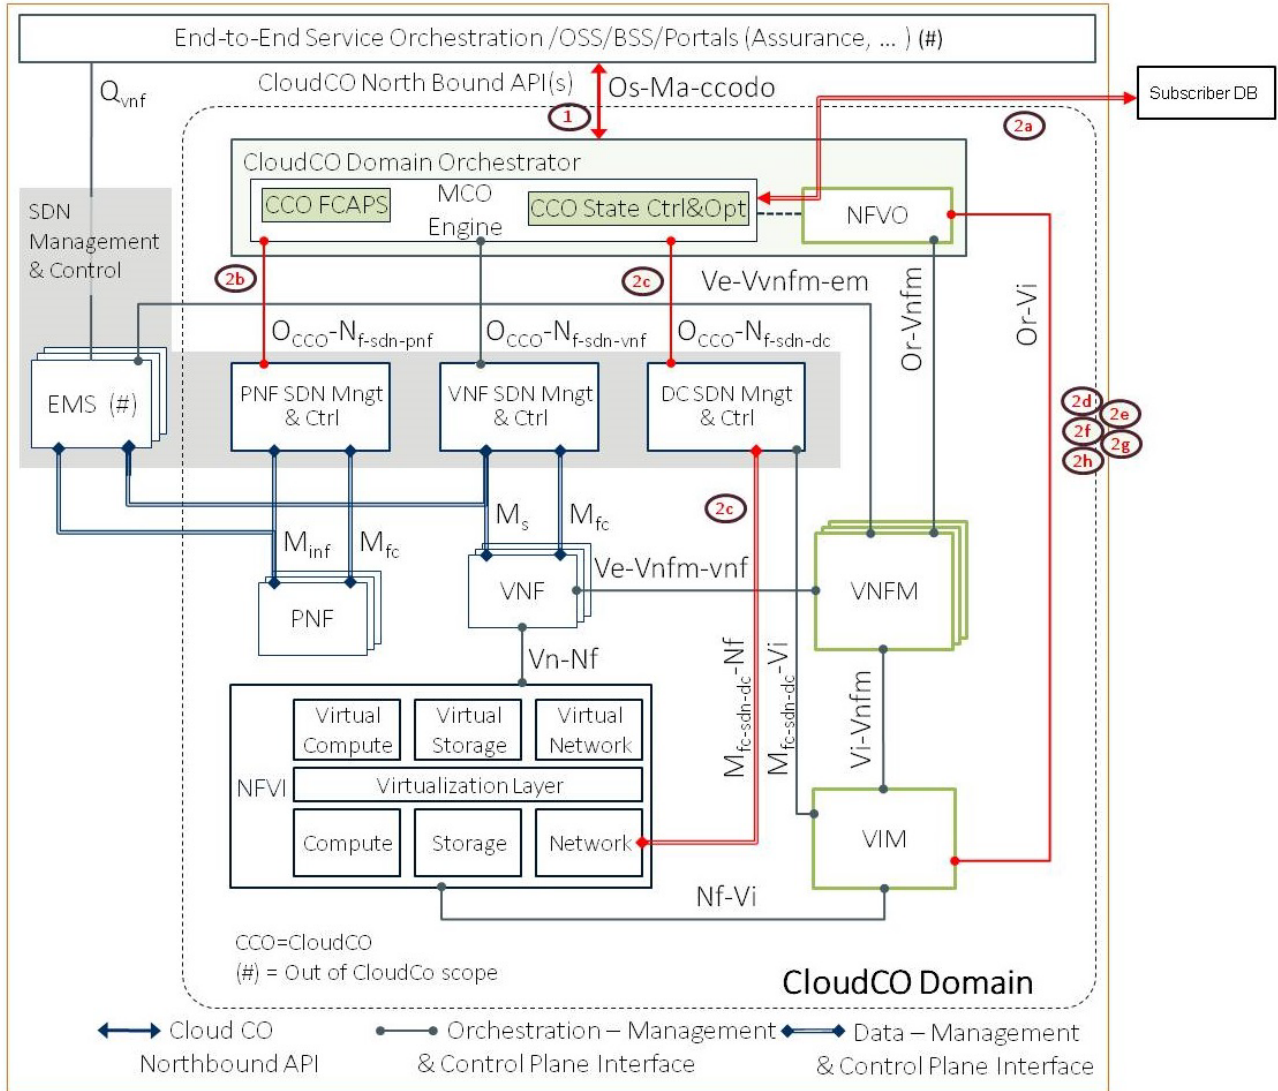 End-to-End Service Orchestration /OSS/BSS/Portals (Assurance, ... ) (#)
Qvnf
CloudCO North Bound API(s)
Os-Ma-ccodo
Subscriber DB
1
2a
CloudCO Domain Orchestrator
CCO FCAPS
MCO
Engine
CCO State Ctrl&Opt
NFVO
SDN
Management
& Control
2b
2c
Ve-Vvnfm-em
Or-Vnfm
Or-Vi
OCCO-Nf-sdn-pnf
OCCO-Nf-sdn-vnf
OCCO-Nf-sdn-dc
EMS (#)
PNF SDN Mngt
& Ctrl
VNF SDN Mngt
& Ctrl
DC SDN Mngt
& Ctrl
2d
2e
2f
2g
2h
2c
Minf
Mfc
Ms
Mfc
PNF
VNF
Ve-Vnfm-vnf
VNFM
Vn-Nf
Mfc-sdn-dc-Nf
Mfc-sdn-dc-Vi
Vi-Vnfm
NFVI
Virtual
Compute
Virtual
Storage
Virtual
Network
Virtualization Layer
Compute
Storage
Network
VIM
Nf-Vi
CCO=CloudCO
(#) = Out of CloudCo scope
CloudCO Domain
Cloud CO
Northbound API
Orchestration – Management
& Control Plane Interface
Data – Management
& Control Plane Interface